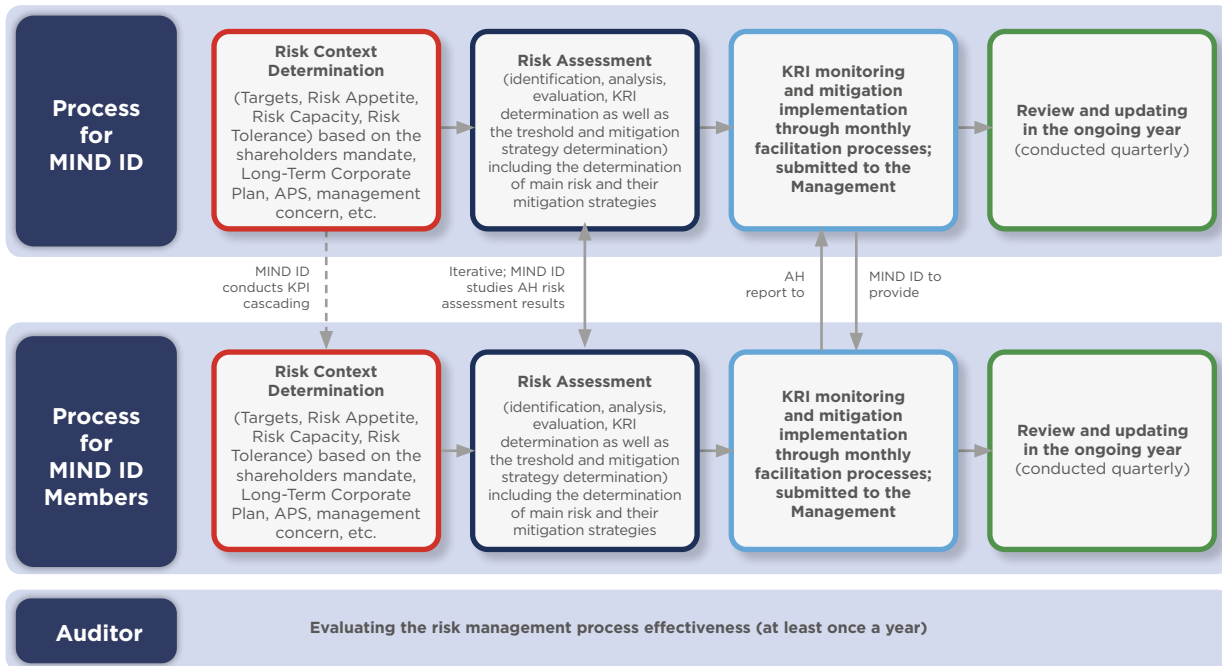 Process
for
MIND ID
Risk Context
Determination
(Targets, Risk Appetite,
Risk Capacity, Risk
Tolerance) based on the
shareholders mandate,
Long-Term Corporate
Plan, APS, management
concern, etc.
Risk Assessment
(identification, analysis,
evaluation, KRI
determination as well as
the treshold and mitigation
strategy determination)
including the determination
of main risk and their
mitigation strategies
KRI monitoring
and mitigation
implementation
through monthly
facilitation processes;
submitted to the
Management
Review and updating
in the ongoing year
(conducted quarterly)
MIND ID
conducts KPI
cascading
Iterative; MIND ID
studies AH risk
assessment results
AH
report to
MIND ID to
provide
Process
for
MIND ID
Members
Risk Context
Determination
(Targets, Risk Appetite,
Risk Capacity, Risk
Tolerance) based on the
shareholders mandate,
Long-Term Corporate
Plan, APS, management
concern, etc.
Risk Assessment
(identification, analysis,
evaluation, KRI
determination as well as
the treshold and mitigation
strategy determination)
including the determination
of main risk and their
mitigation strategies
KRI monitoring
and mitigation
implementation
through monthly
facilitation processes;
submitted to the
Management
Review and updating
in the ongoing year
(conducted quarterly)
Auditor
Evaluating the risk management process effectiveness (at least once a year)